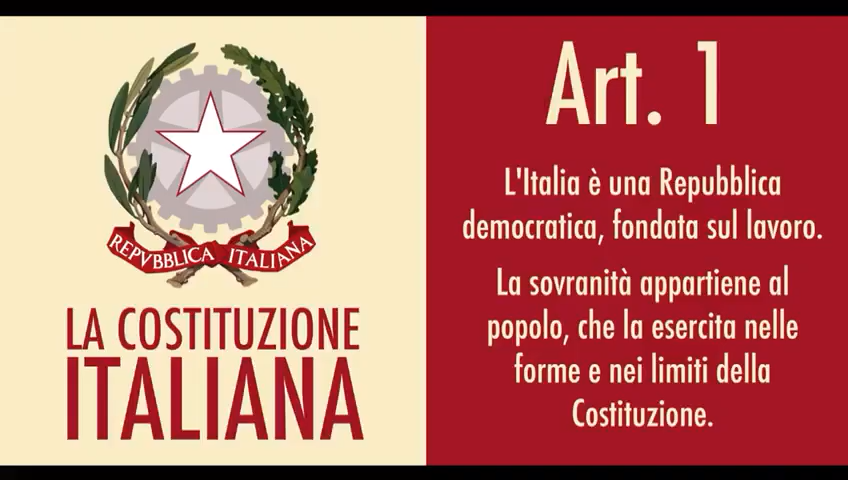 REPVBBLICA ITALIANA
LA COSTITUZIONE
ITALIANA
Art. 1
L'Italia è una Repubblica
democratica, fondata sul lavoro.
La sovranità appartiene al
popolo, che la esercita nelle
forme e nei limiti della
Costituzione.